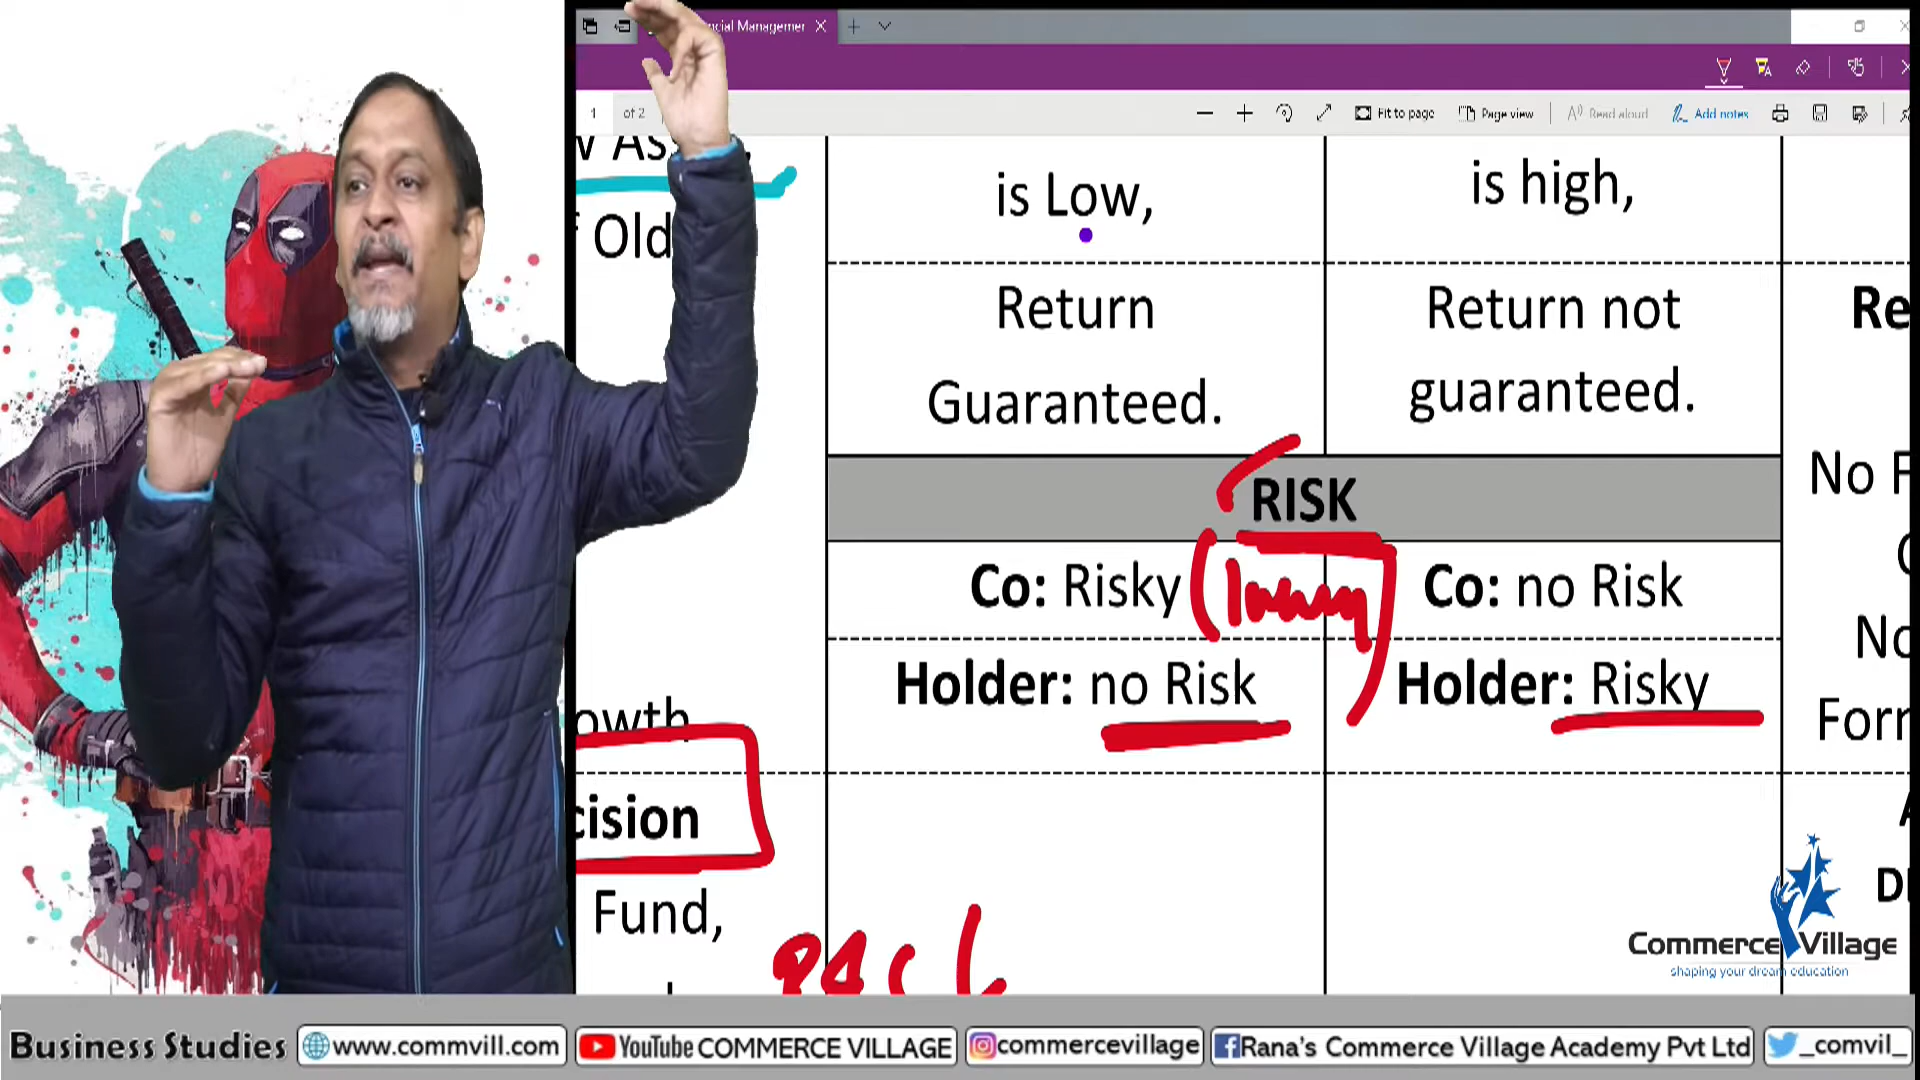 ncial Managemer
1 of 2
Fit to page
Page view
Read aloud
Add notes
is Low,
is high,
Old
Return
Guaranteed.
Return not
guaranteed.
Re
No F
RISK
Co: Risky
Co: no Risk
No
Holder: no Risk
Holder: Risky
Forr
owth
cision
Fund,
Commerce Village
shaping your dream education
Business Studies
www.commvill.com
YouTube COMMERCE VILLAGE
commercevillage
Rana's Commerce Village Academy Pvt Ltd
_comvil_